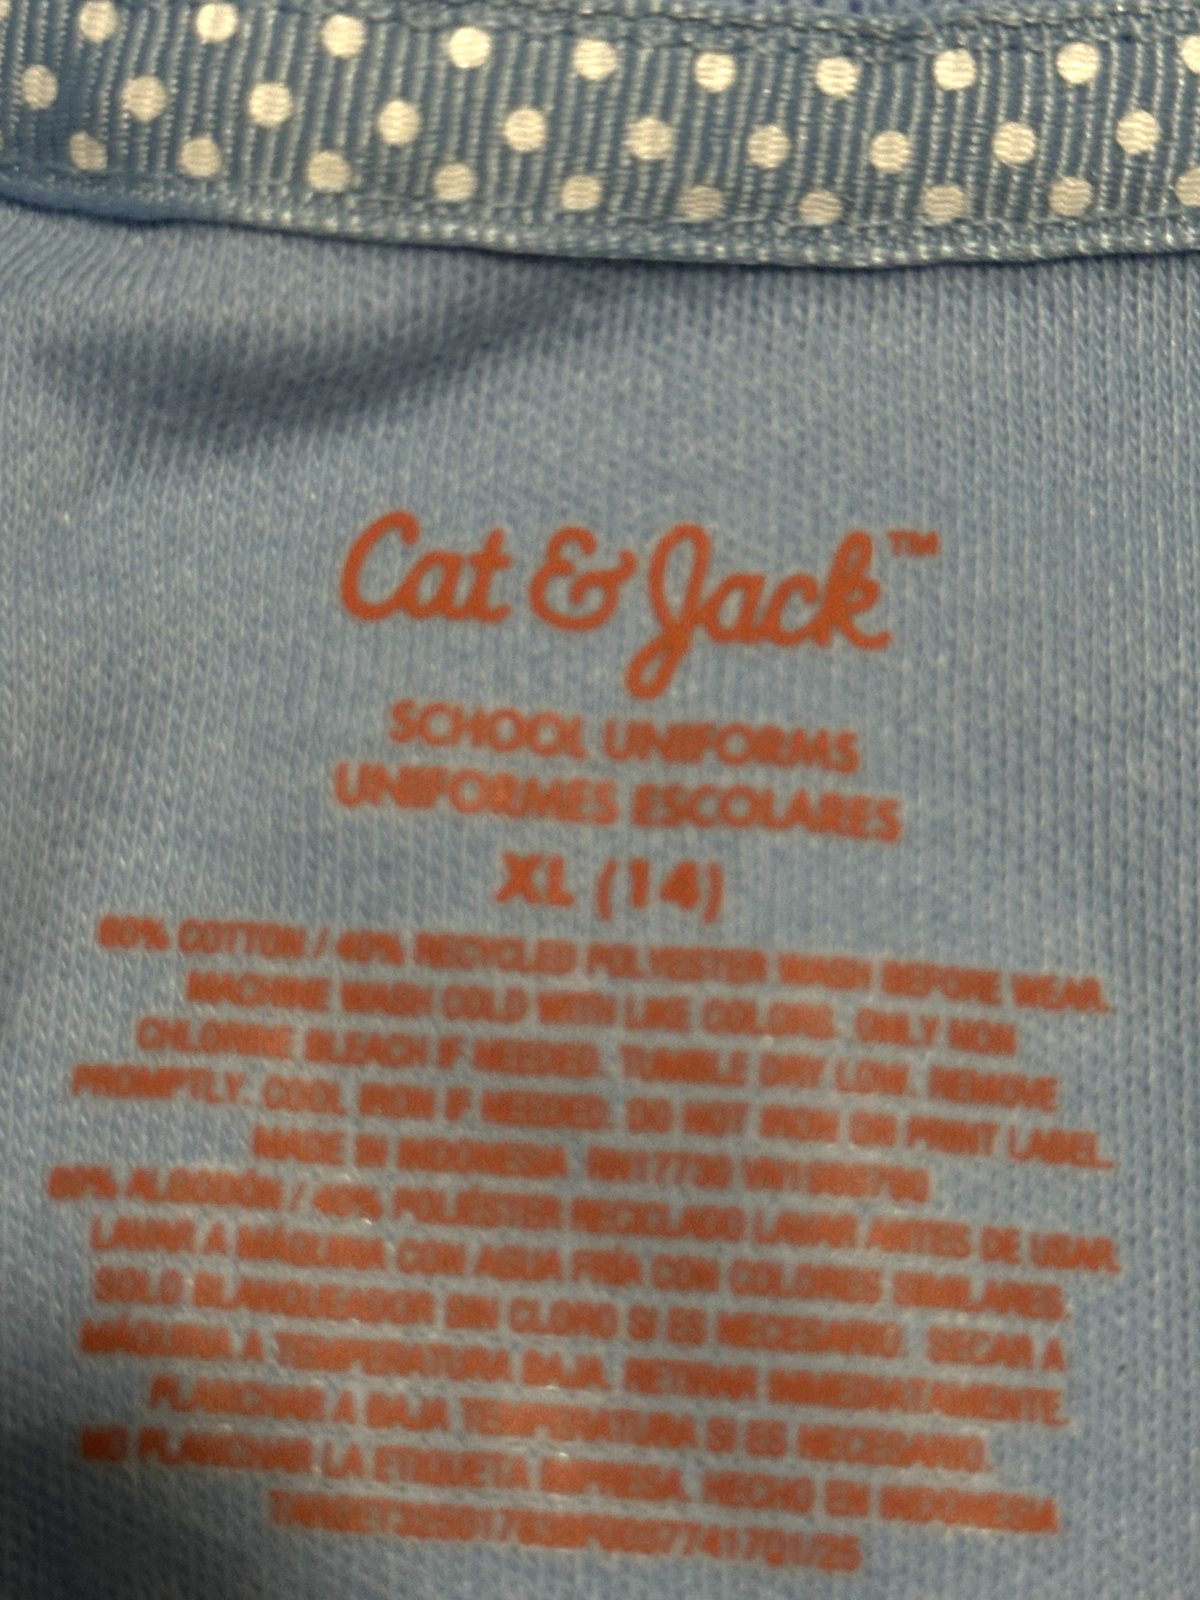 Cat & Jack™
SCHOOL UNIFORMS
UNIFORMES ESCOLARES
XL (14)
60% COTTON / 40% RECYCLED POLYESTER WASH BEFORE WEAR.
MACHINE WASH COLD WITH LIKE COLORS. ONLY NON
CHLORINE BLEACH IF NEEDED. TUMBLE DRY LOW. REMOVE
PROMPTLY. COOL IRON IF NEEDED. DO NOT IRON ON PRINT LABEL.
MADE IN INDONESIA RN17730
60% ALGODÓN / 40% POLIÉSTER RECICLADO LAVAR ANTES DE USAR.
LAVAR A MÁQUINA CON AGUA FRÍA CON COLORES SIMILARES.
SOLO BLANQUEADOR SIN CLORO SI ES NECESARIO. SECAR A
MÁQUINA A TEMPERATURA BAJA. RETIRAR INMEDIATAMENTE.
PLANCHAR A BAJA TEMPERATURA SI ES NECESARIO.
NO PLANCHAR LA ETIQUETA IMPRESA. HECHO EN INDONESIA